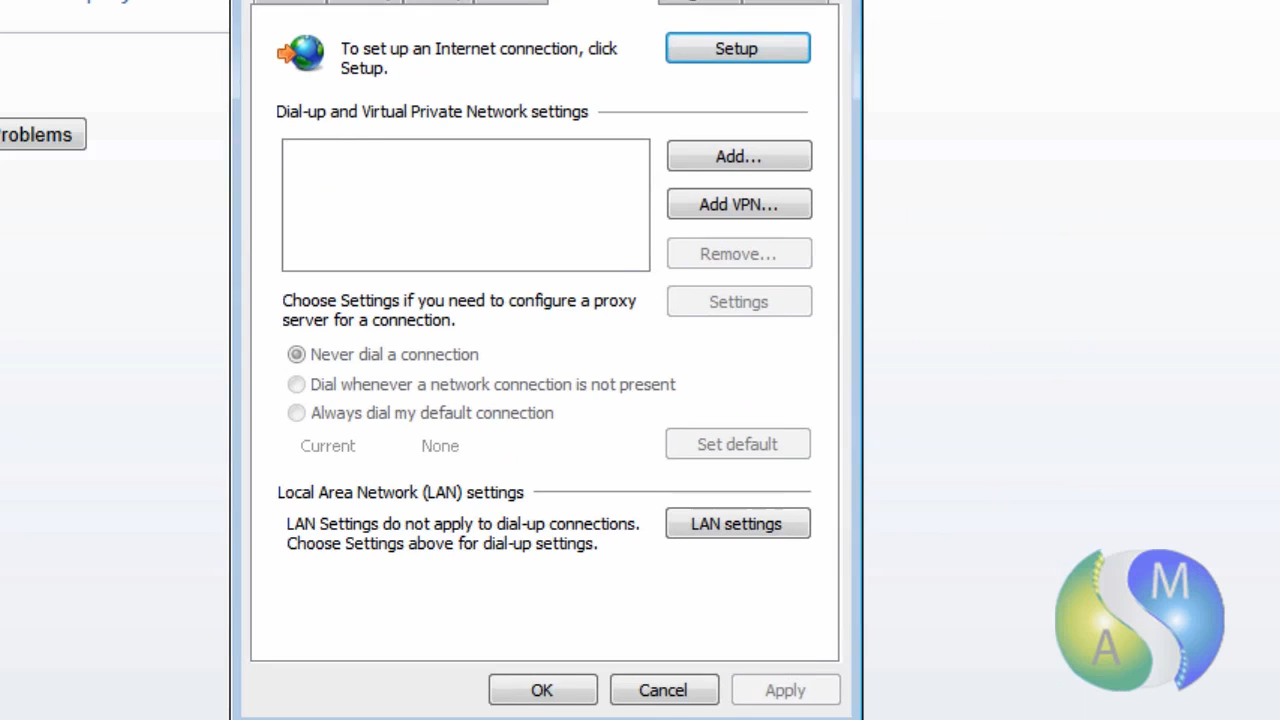 To set up an Internet connection, click
Setup.
Setup
Dial-up and Virtual Private Network settings
Add...
Add VPN...
Remove...
Choose Settings if you need to configure a proxy
server for a connection.
Settings
Never dial a connection
Dial whenever a network connection is not present
Always dial my default connection
Current None
Set default
Local Area Network (LAN) settings
LAN Settings do not apply to dial-up connections.
Choose Settings above for dial-up settings.
LAN settings
OK
Cancel
Apply
A
M